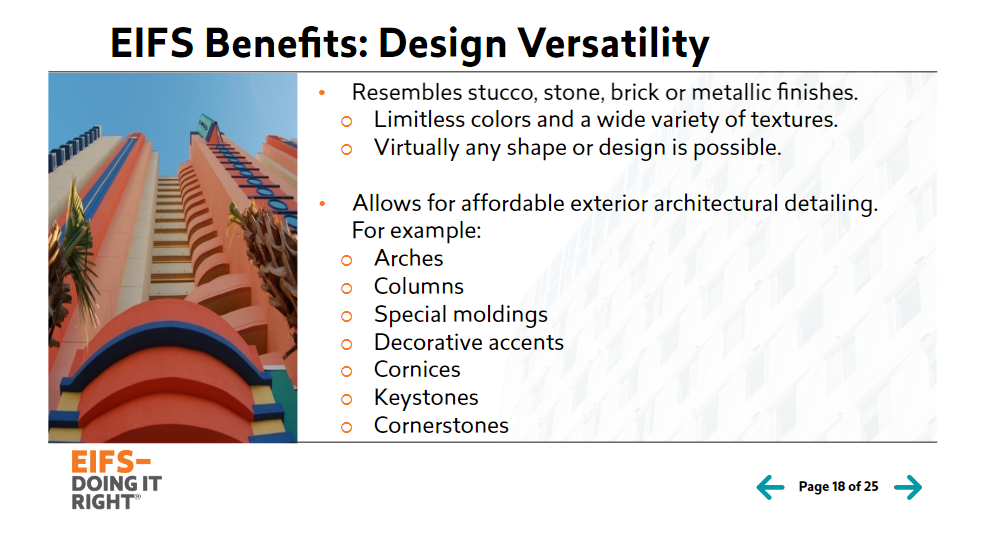 EIFS Benefits: Design Versatility
• Resembles stucco, stone, brick or metallic finishes.
o Limitless colors and a wide variety of textures.
o Virtually any shape or design is possible.
• Allows for affordable exterior architectural detailing.
For example:
o Arches
o Columns
o Special moldings
o Decorative accents
o Cornices
o Keystones
o Cornerstones
EIFS–
DOING IT
RIGHT®
Page 18 of 25